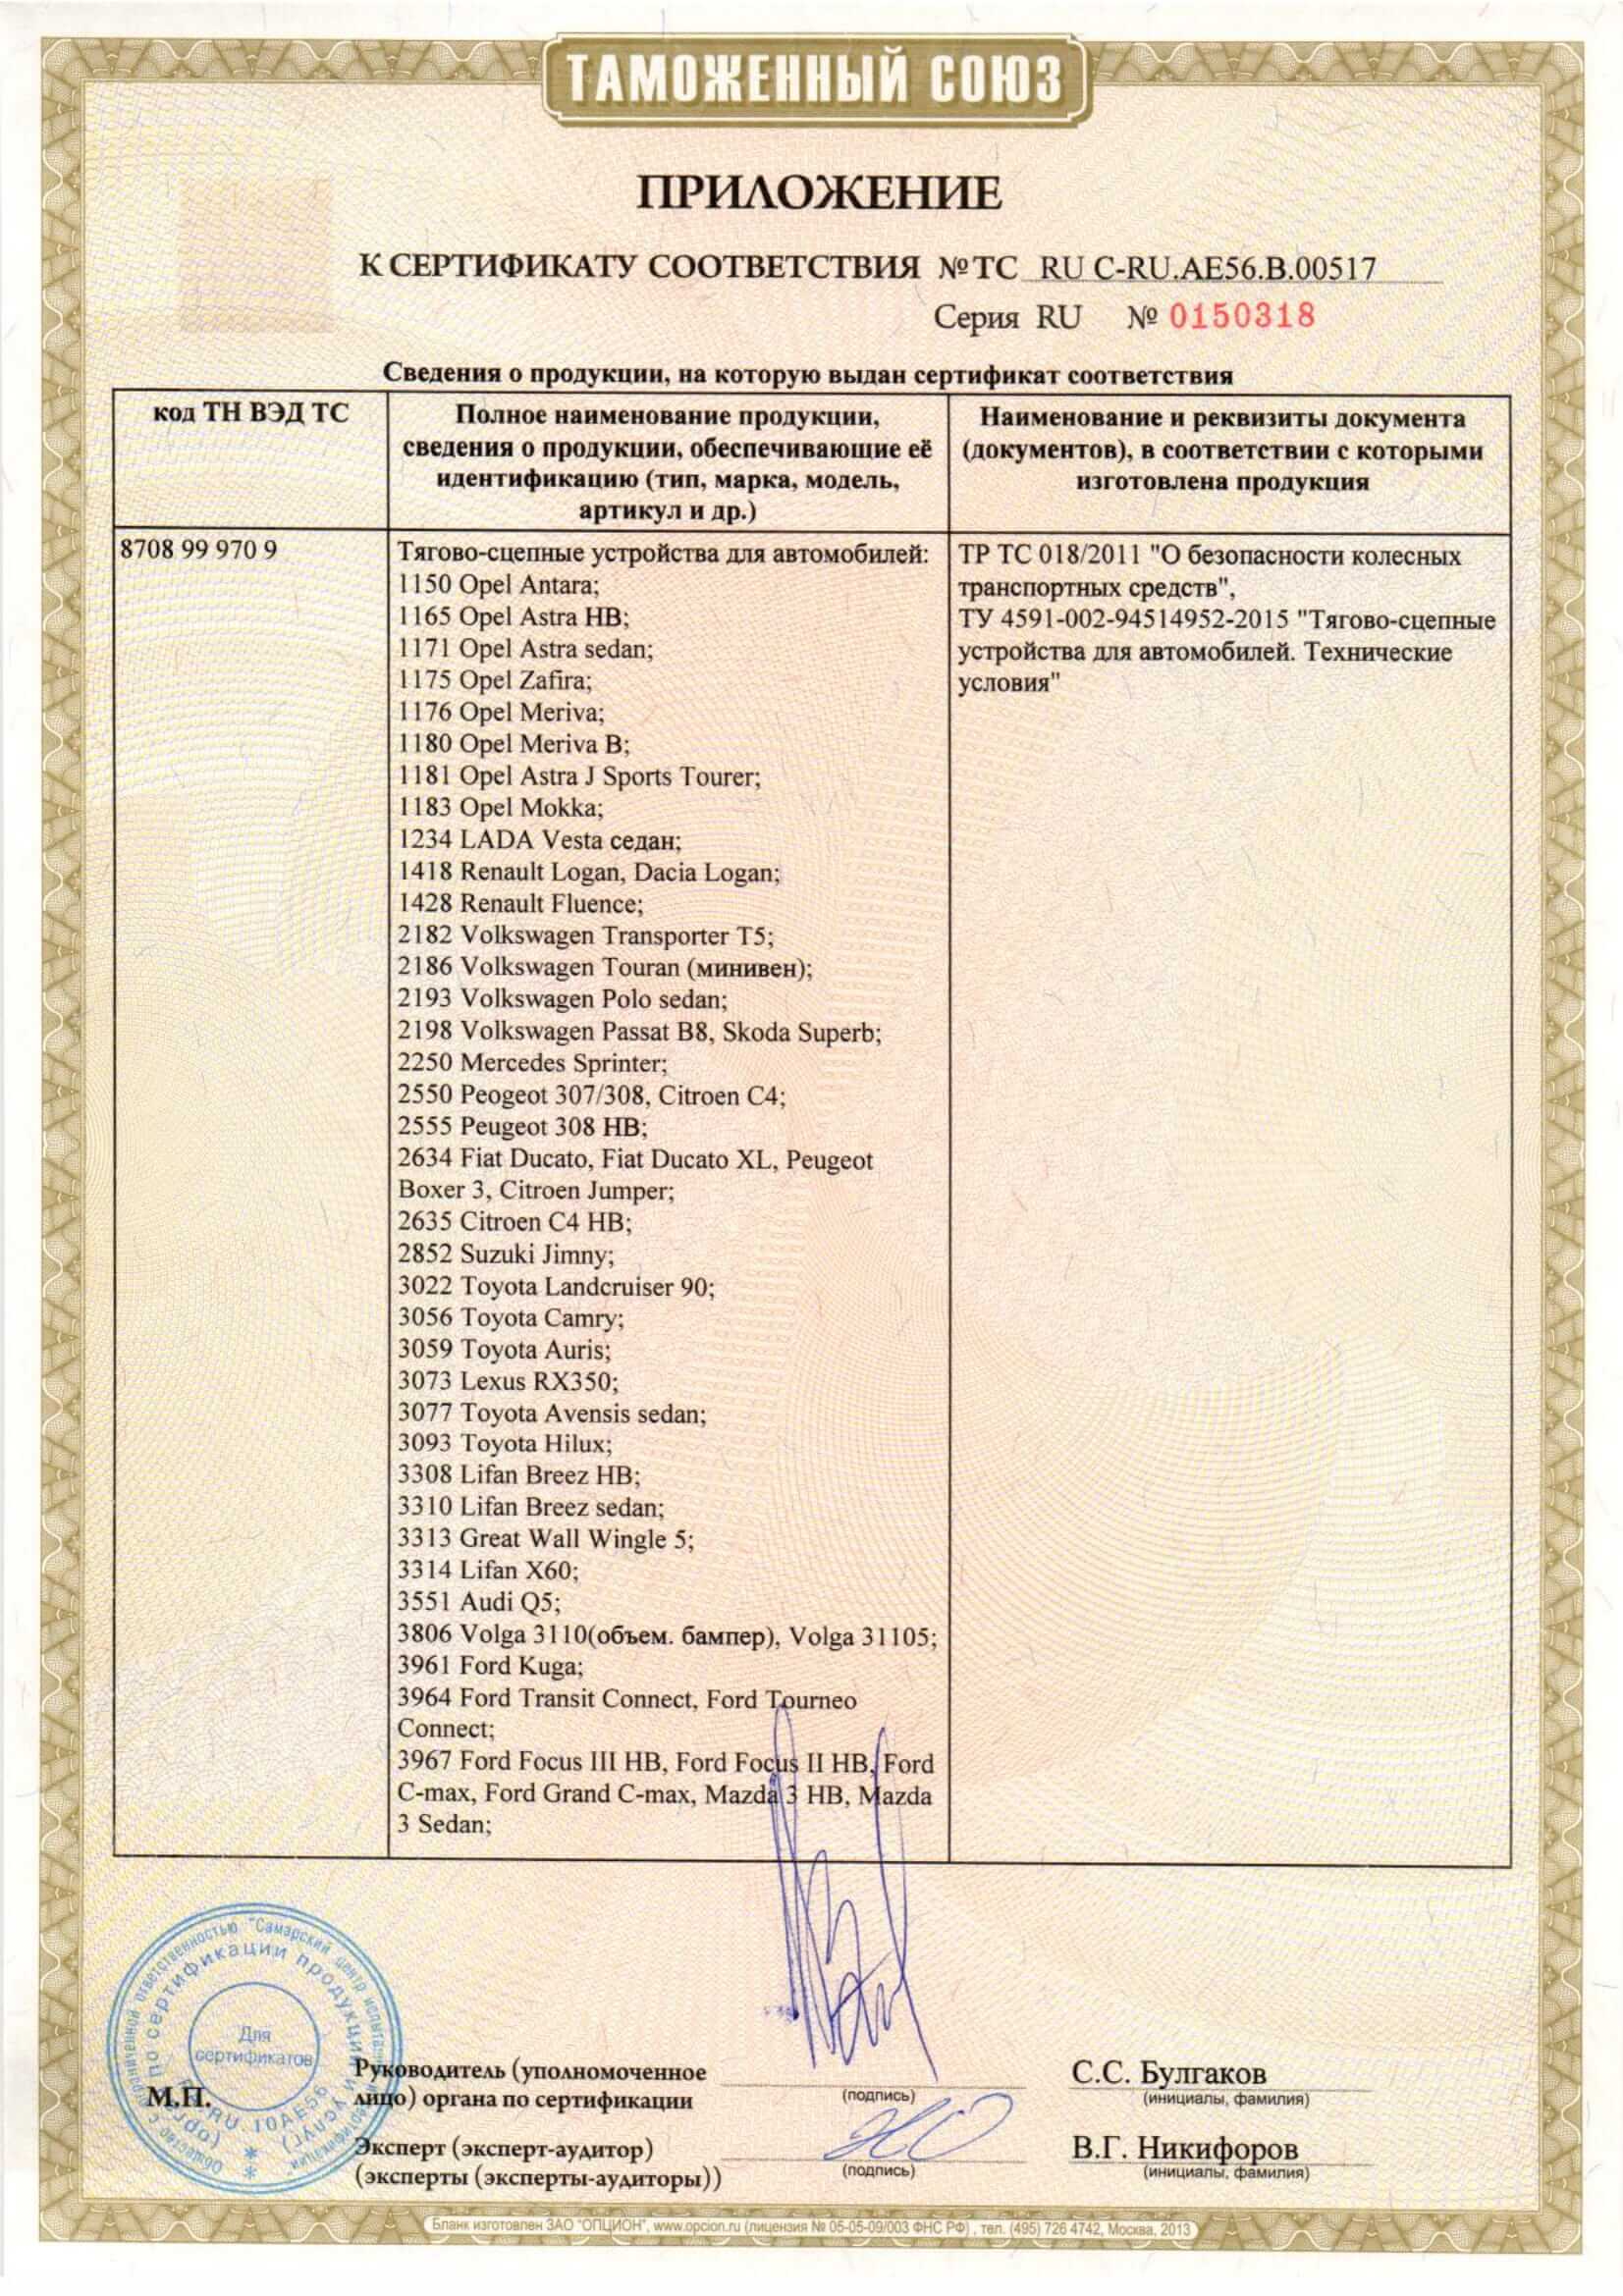 ТАМОЖЕННЫЙ СОЮЗ
ПРИЛОЖЕНИЕ
К СЕРТИФИКАТУ СООТВЕТСТВИЯ №ТС RU C-RU.AE56.B.00517
Серия RU № 0150318
Сведения о продукции, на которую выдан сертификат соответствия
код ТН ВЭД ТС
Полное наименование продукции,
сведения о продукции, обеспечивающие её
идентификацию (тип, марка, модель,
артикул и др.)
Наименование и реквизиты документа
(документов), в соответствии с которыми
изготовлена продукция
8708 99 970 9
Тягово-сцепные устройства для автомобилей:
1150 Opel Antara;
1165 Opel Astra HB;
1171 Opel Astra sedan;
1175 Opel Zafira;
1176 Opel Meriva;
1180 Opel Meriva B;
1181 Opel Astra J Sports Tourer;
1183 Opel Mokka;
1234 LADA Vesta седан;
1418 Renault Logan, Dacia Logan;
1428 Renault Fluence;
2182 Volkswagen Transporter T5;
2186 Volkswagen Touran (минивен);
2193 Volkswagen Polo sedan;
2198 Volkswagen Passat B8, Skoda Superb;
2250 Mercedes Sprinter;
2550 Peogeot 307/308, Citroen C4;
2555 Peugeot 308 HB;
2634 Fiat Ducato, Fiat Ducato XL, Peugeot
Boxer 3, Citroen Jumper;
2635 Citroen C4 HB;
2852 Suzuki Jimny;
3022 Toyota Landcruiser 90;
3056 Toyota Camry;
3059 Toyota Auris;
3073 Lexus RX350;
3077 Toyota Avensis sedan;
3093 Toyota Hilux;
3308 Lifan Breez HB;
3310 Lifan Breez sedan;
3313 Great Wall Wingle 5;
3314 Lifan X60;
3551 Audi Q5;
3806 Volga 3110(объем. бампер), Volga 31105;
3961 Ford Kuga;
3964 Ford Transit Connect, Ford Tourneo
Connect;
3967 Ford Focus III HB, Ford Focus II HB, Ford
C-max, Ford Grand C-max, Mazda 3 HB, Mazda
3 Sedan;
ТР ТС 018/2011 "О безопасности колесных
транспортных средств",
ТУ 4591-002-94514952-2015 "Тягово-сцепные
устройства для автомобилей. Технические
условия"
ответственностью "Самарский центр
по сертификации продукции и услуг)
Для
сертификатов
RU 10АЕ56
М.П.
Руководитель (уполномоченное
лицо) органа по сертификации
(подпись)
С.С. Булгаков
(инициалы, фамилия)
Эксперт (эксперт-аудитор)
(эксперты (эксперты-аудиторы))
(подпись)
В.Г. Никифоров
(инициалы, фамилия)
Бланк изготовлен ЗАО "ОПЦИОН", www.opcion.ru (лицензия № 05-05-09/003 ФНС РФ), тел. (495) 726 4742, Москва, 2013